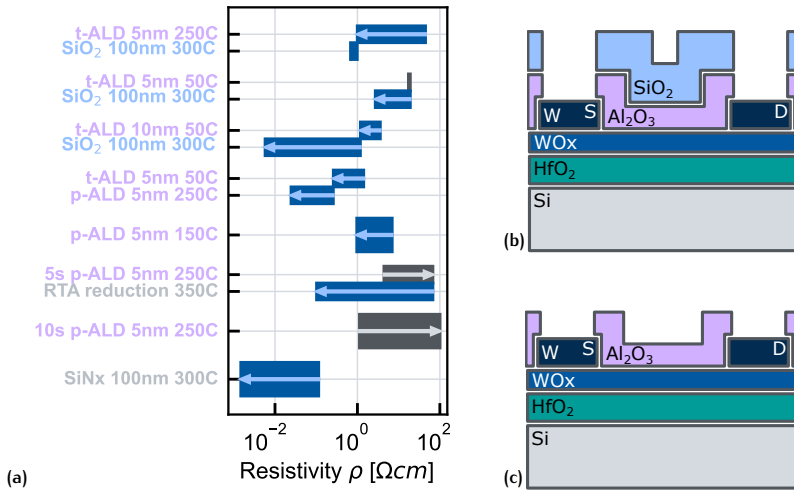 (a)
t-ALD 5nm 250C
SiO₂ 100nm 300C
t-ALD 5nm 50C
SiO₂ 100nm 300C
t-ALD 10nm 50C
SiO₂ 100nm 300C
t-ALD 5nm 50C
p-ALD 5nm 250C
p-ALD 5nm 150C
5s p-ALD 5nm 250C
RTA reduction 350C
10s p-ALD 5nm 250C
SiNx 100nm 300C
10⁻² 10⁰ 10²
Resistivity ρ [Ωcm]
(b)
SiO₂
W S Al₂O₃ D
WOx
HfO₂
Si
(c)
W S Al₂O₃ D
WOx
HfO₂
Si